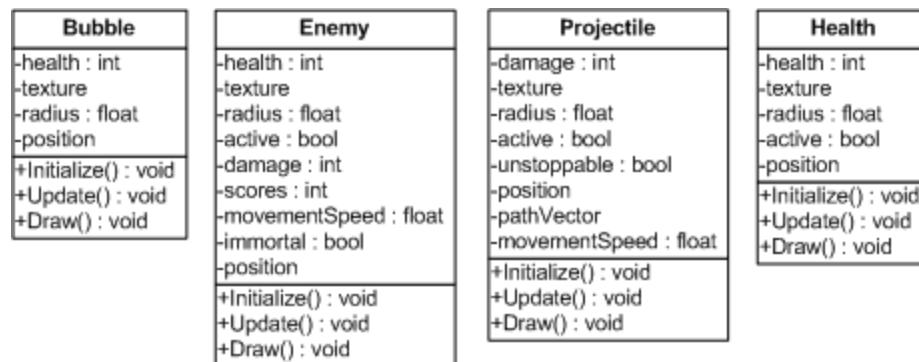 Bubble
-health : int
-texture
-radius : float
-position
+Initialize() : void
+Update() : void
+Draw() : void
Enemy
-health : int
-texture
-radius : float
-active : bool
-damage : int
-scores : int
-movementSpeed : float
-immortal : bool
-position
+Initialize() : void
+Update() : void
+Draw() : void
Projectile
-damage : int
-texture
-radius : float
-active : bool
-unstoppable : bool
-position
-pathVector
-movementSpeed : float
+Initialize() : void
+Update() : void
+Draw() : void
Health
-health : int
-texture
-radius : float
-active : bool
-position
+Initialize() : void
+Update() : void
+Draw() : void